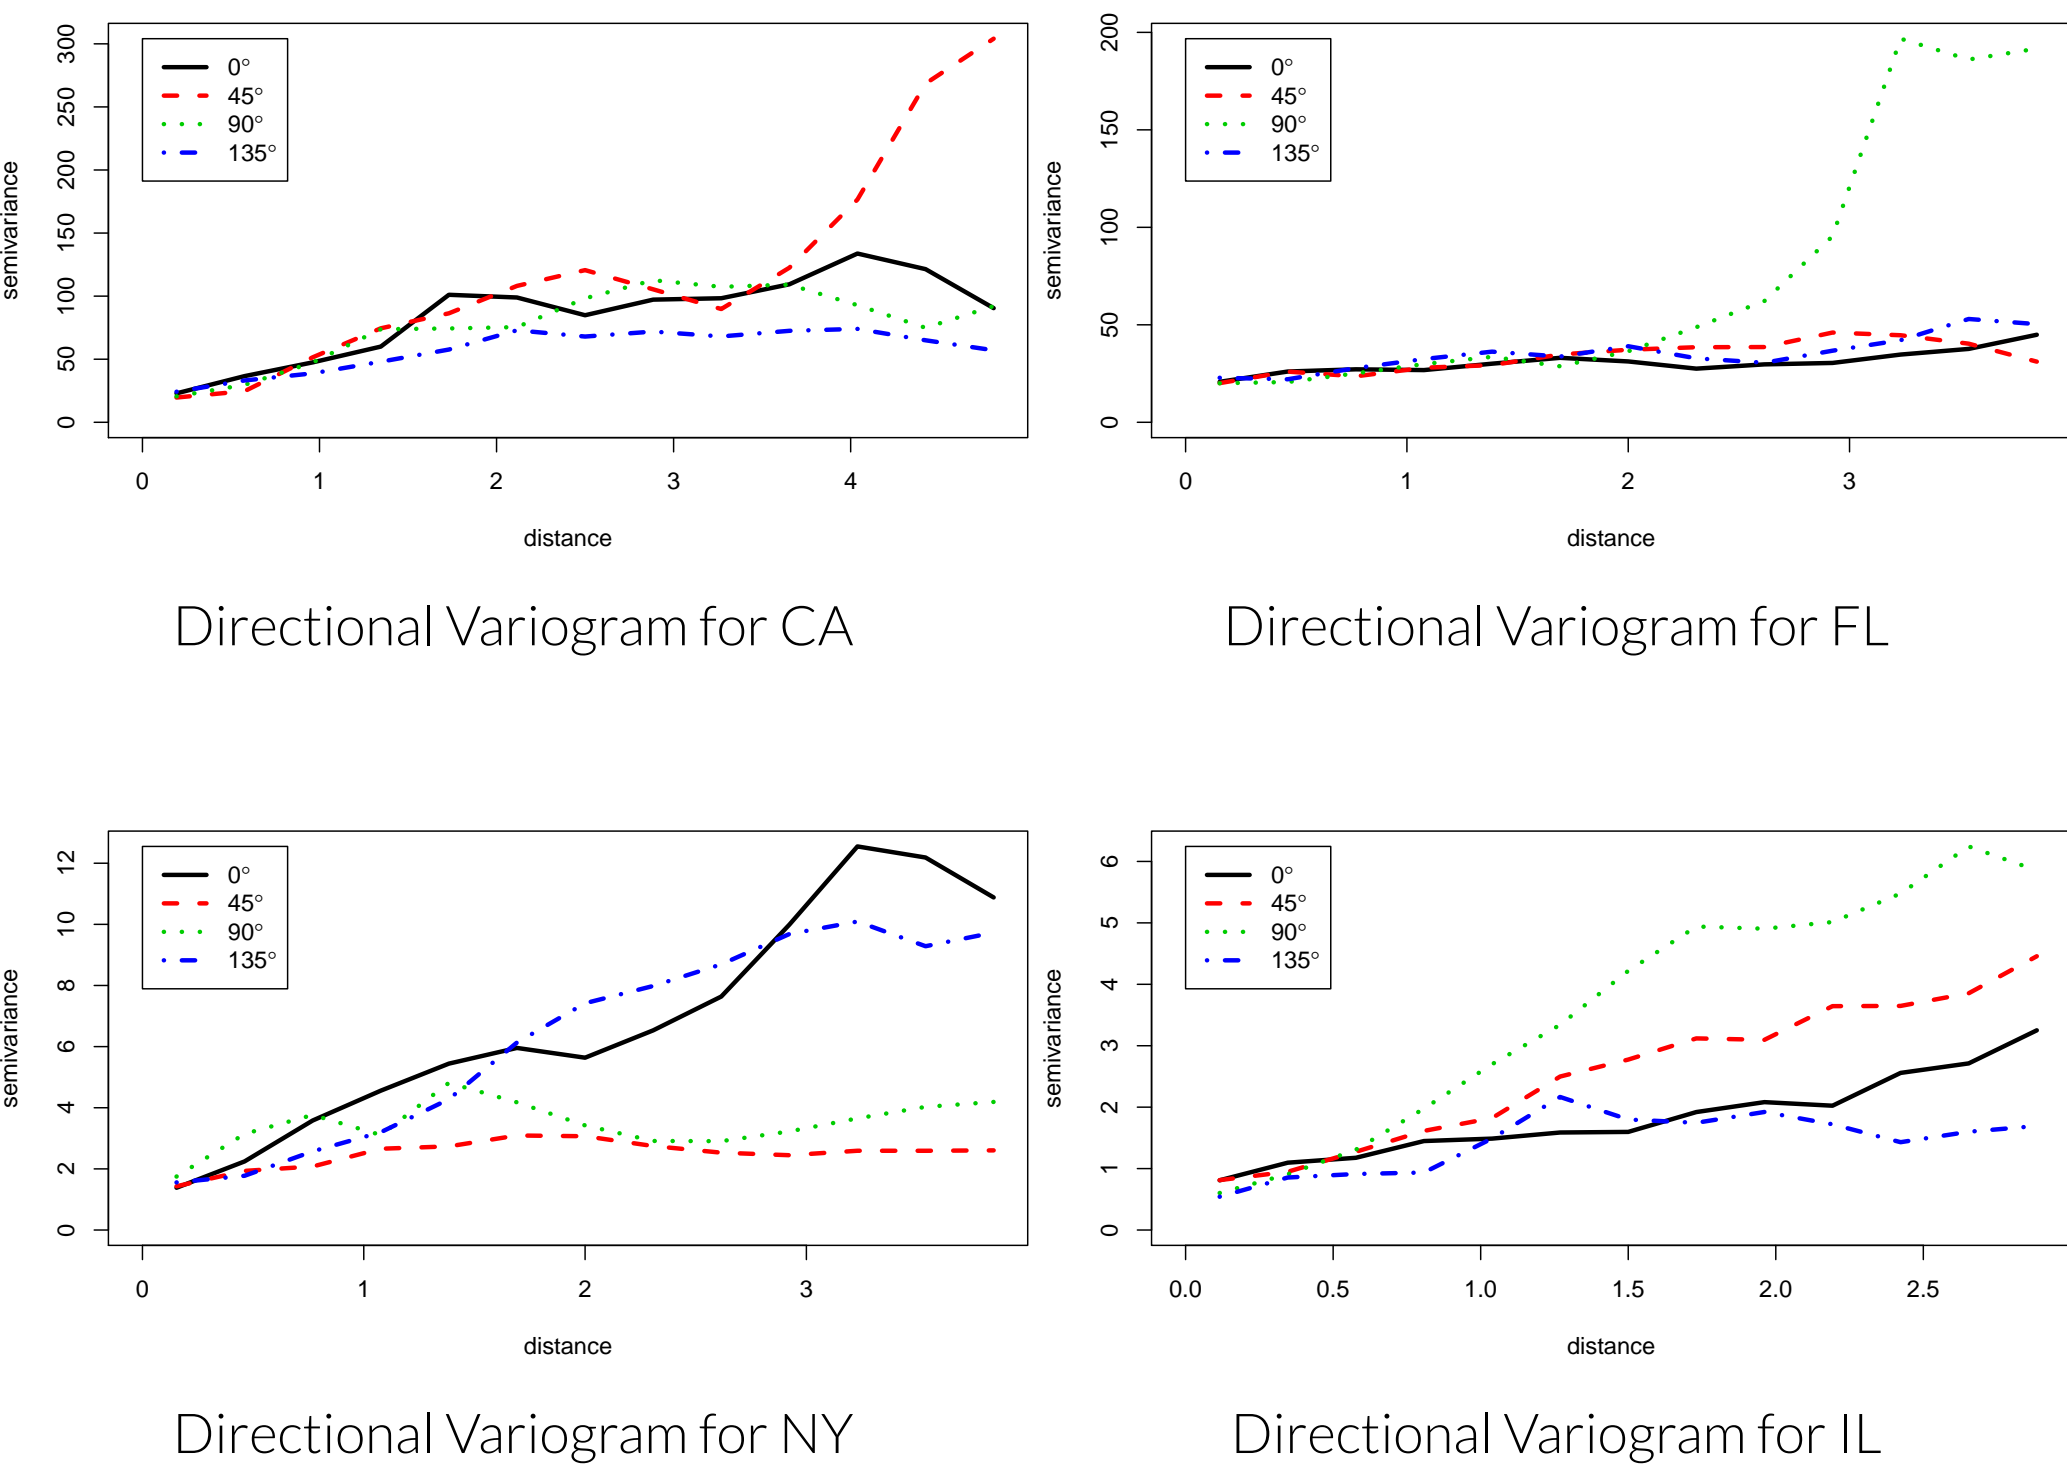 300
250
200
150
100
50
0
semivariance
0°
45°
90°
135°
0 1 2 3 4
distance
Directional Variogram for CA
200
150
100
50
0
semivariance
0°
45°
90°
135°
0 1 2 3
distance
Directional Variogram for FL
12
10
8
6
4
2
0
semivariance
0°
45°
90°
135°
0 1 2 3
distance
Directional Variogram for NY
6
5
4
3
2
1
0
semivariance
0°
45°
90°
135°
0.0 0.5 1.0 1.5 2.0 2.5
distance
Directional Variogram for IL